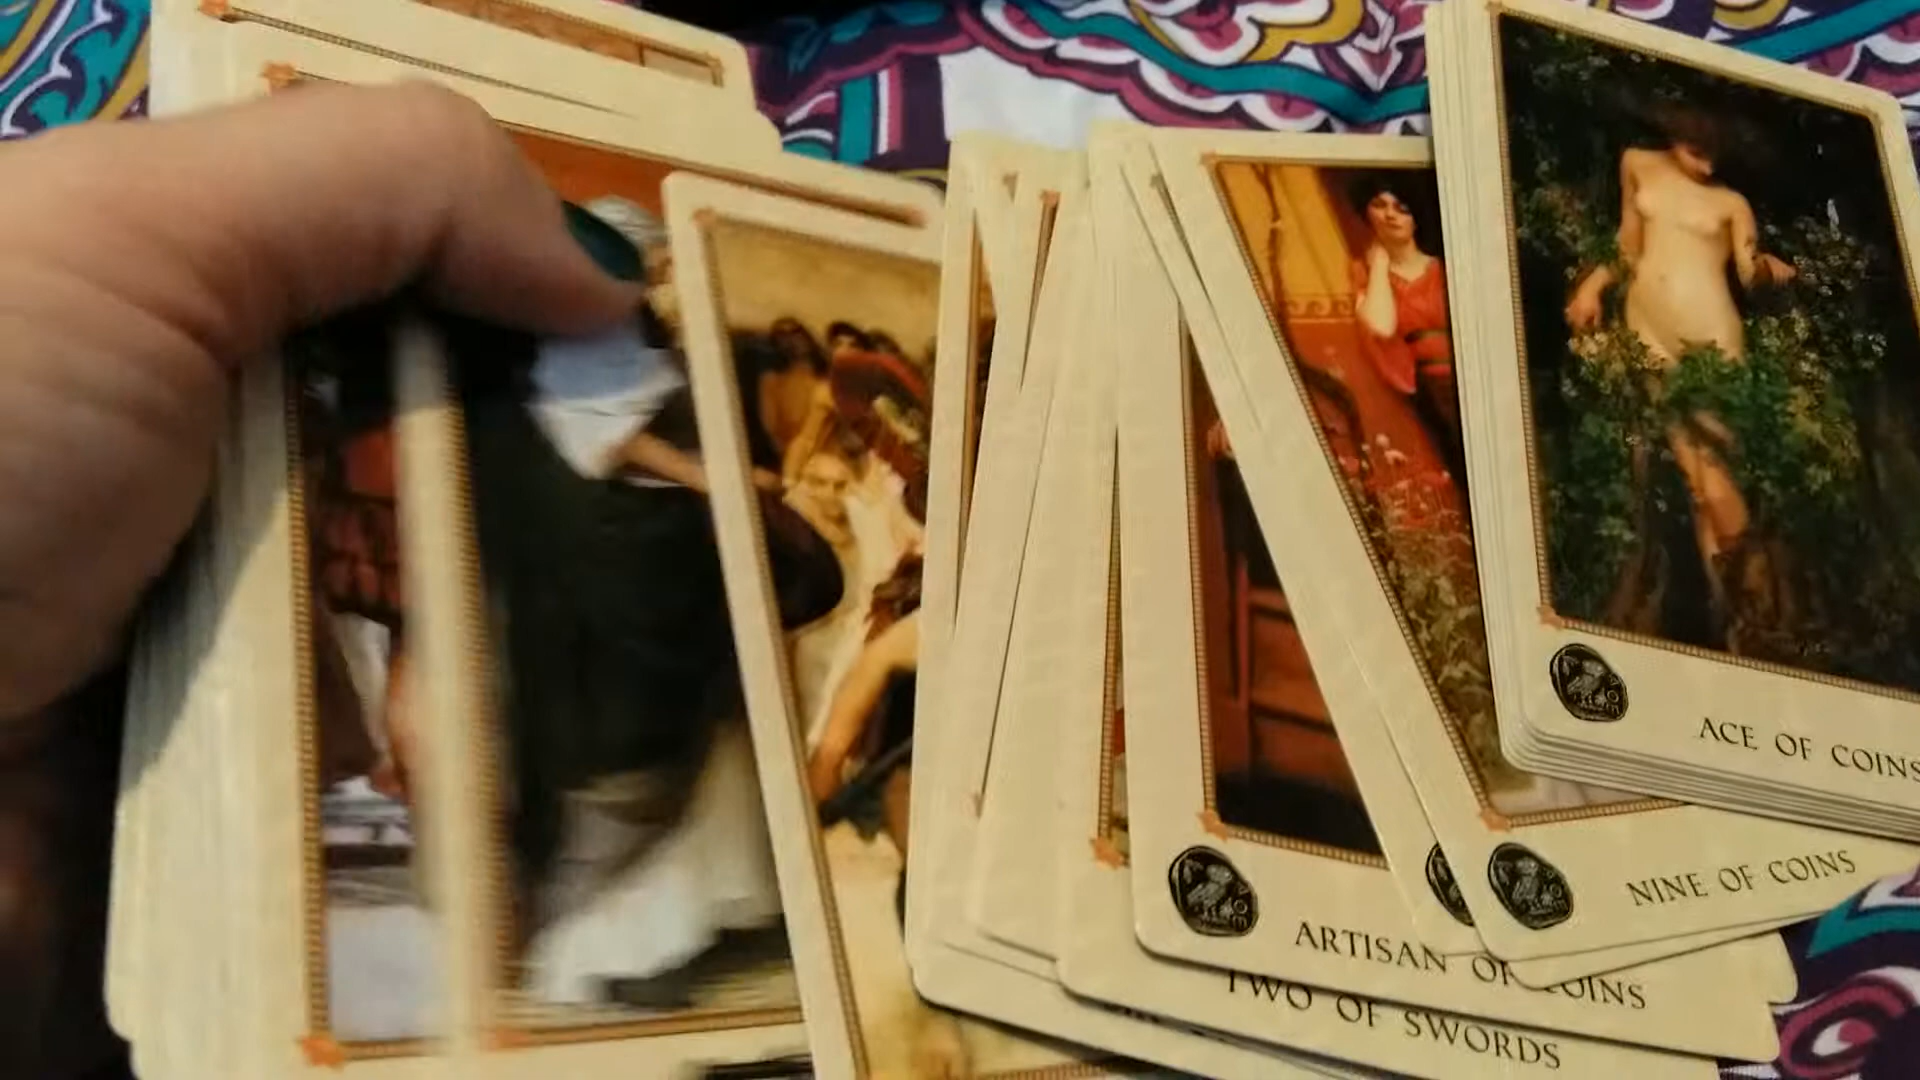 ACE OF COINS
NINE OF COINS
ARTISAN OF COINS
TWO OF SWORDS